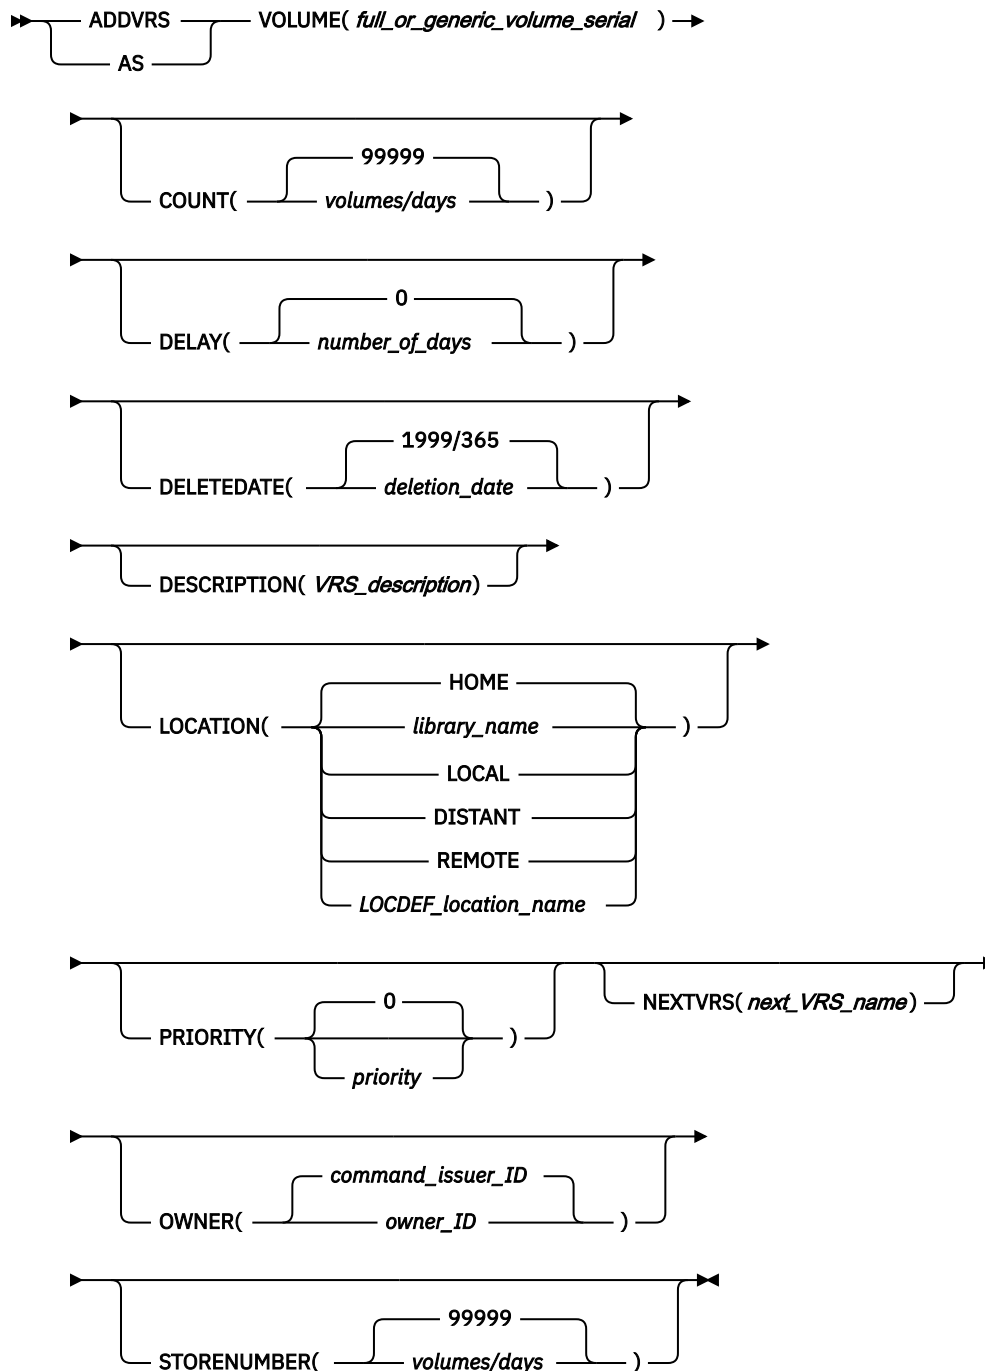 ADDVRS VOLUME( full_or_generic_volume_serial )
AS
99999
COUNT( volumes/days )
0
DELAY( number_of_days )
1999/365
DELETEDATE( deletion_date )
DESCRIPTION( VRS_description)
HOME
LOCATION( library_name )
LOCAL
DISTANT
REMOTE
LOCDEF_location_name
0
NEXTVRS( next_VRS_name)
PRIORITY( )
priority
command_issuer_ID
OWNER( owner_ID )
99999
STORENUMBER( volumes/days )